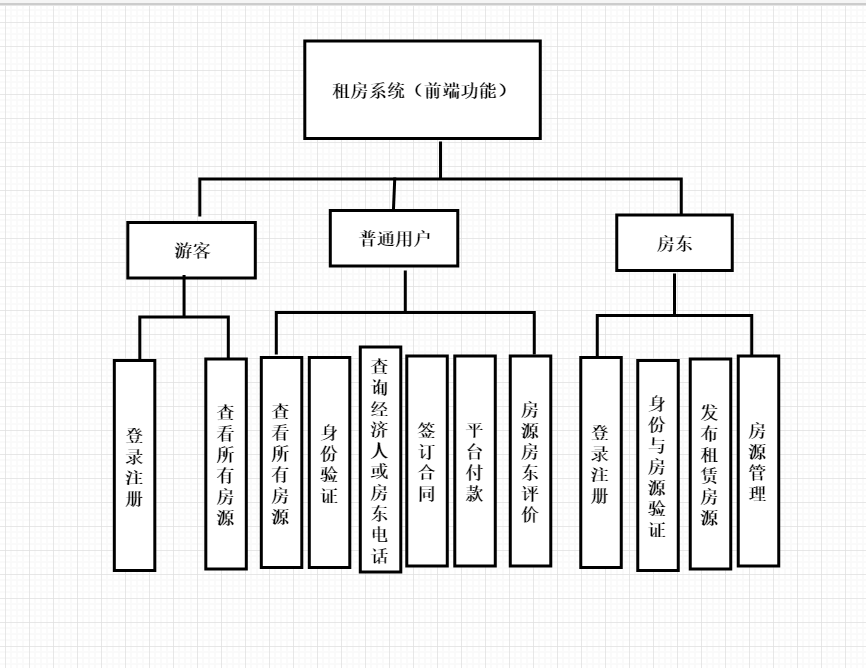 租房系统（前端功能）
游客
普通用户
房东
登录注册
查看所有房源
查看所有房源
身份验证
查询经济人或房东电话
签订合同
平台付款
房源房东评价
登录注册
身份与房源验证
发布租赁房源
房源管理